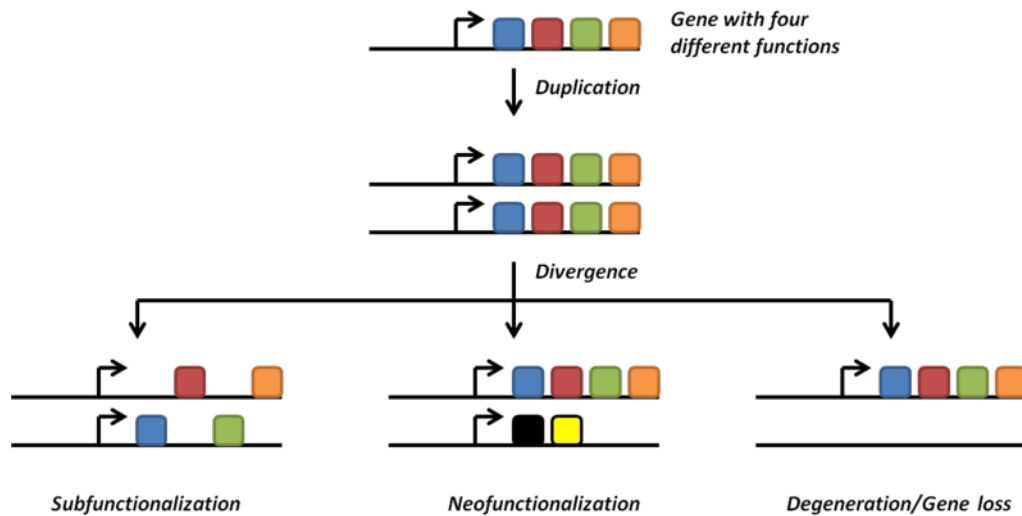 Gene with four
different functions
Duplication
Divergence
Subfunctionalization
Neofunctionalization
Degeneration/Gene loss